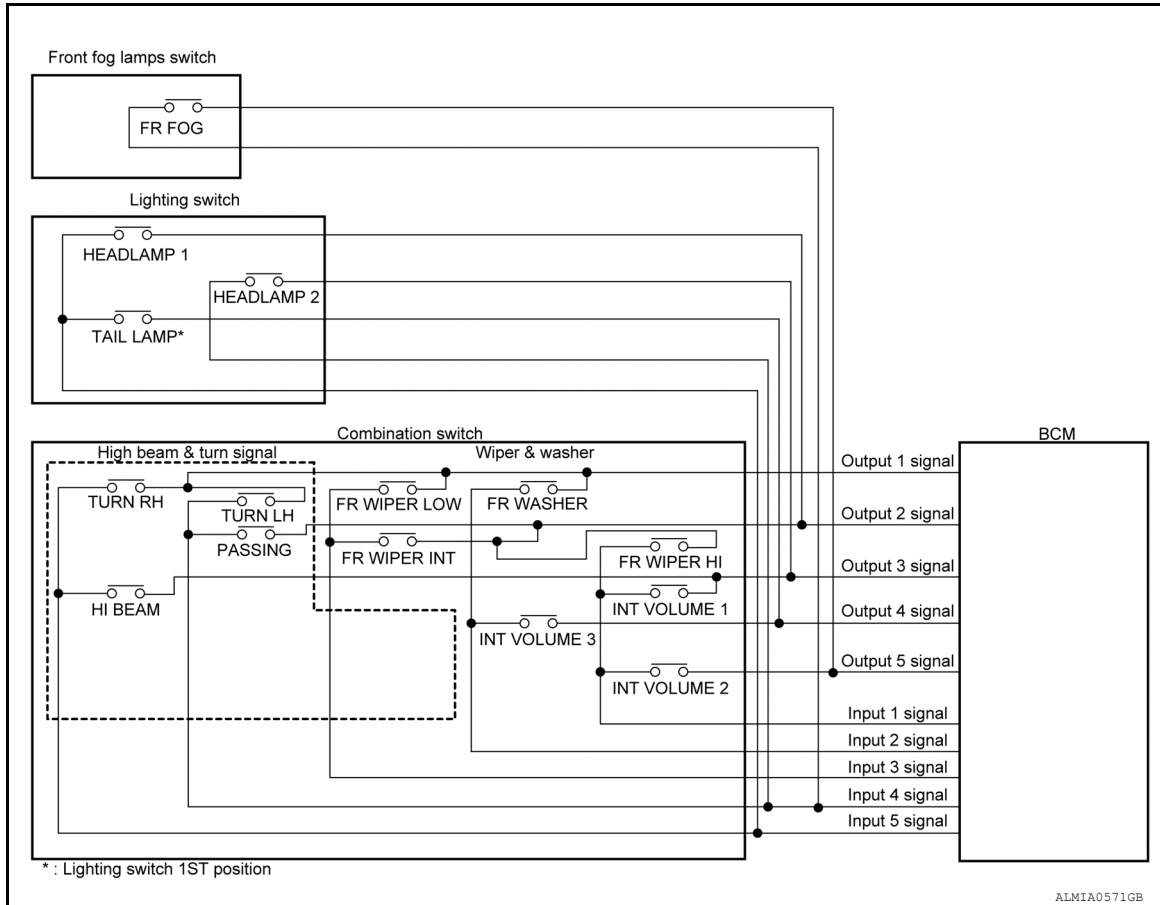 Front fog lamps switch
FR FOG
Lighting switch
HEADLAMP 1
HEADLAMP 2
TAIL LAMP*
Combination switch
BCM
High beam & turn signal
Wiper & washer
Output 1 signal
TURN RH
FR WIPER LOW
FR WASHER
TURN LH
Output 2 signal
PASSING
FR WIPER INT
FR WIPER HI
Output 3 signal
HI BEAM
INT VOLUME 1
Output 4 signal
INT VOLUME 3
Output 5 signal
INT VOLUME 2
Input 1 signal
Input 2 signal
Input 3 signal
Input 4 signal
Input 5 signal
* : Lighting switch 1ST position
ALMIA0571GB